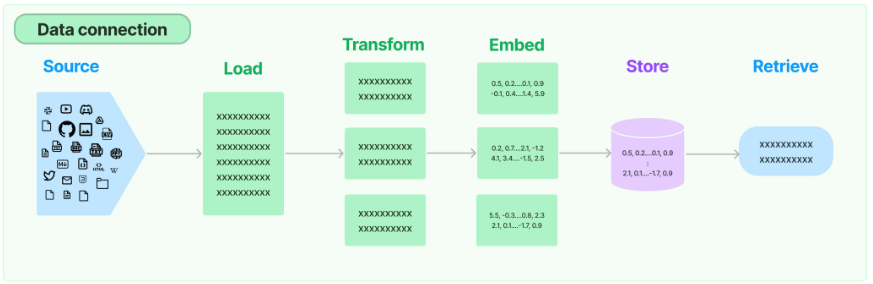 Data connection
Source
Load
Transform
Embed
Store
Retrieve
XXXXXXXXXX
XXXXXXXXXX
XXXXXXXXXX
XXXXXXXXXX
XXXXXXXXXX
XXXXXXXXXX
XXXXXXXXXX
XXXXXXXXXX
XXXXXXXXXX
XXXXXXXXXX
XXXXXXXXXX
XXXXXXXXXX
0.5, 0.2....0.1, 0.9
-0.1, 0.4....1.4, 5.9
0.2, 0.7....2.1, -1.2
4.1, 3.4....-1.5, 2.5
5.5, -0.3....0.8, 2.3
2.1, 0.1....-1.7, 0.9
0.5, 0.2....0.1, 0.9
:
2.1, 0.1....-1.7, 0.9
XXXXXXXXXX
XXXXXXXXXX
HTML
W